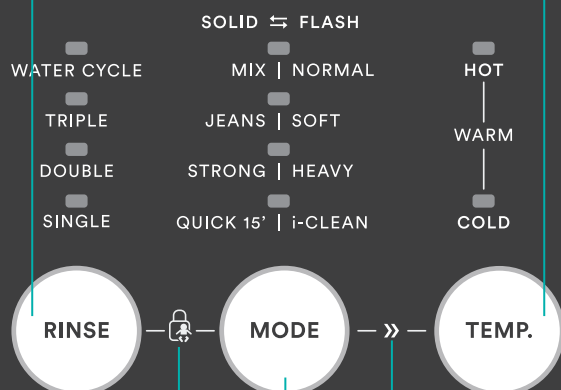 SOLID ⇆ FLASH
WATER CYCLE
MIX | NORMAL
HOT
TRIPLE
JEANS | SOFT
WARM
DOUBLE
STRONG | HEAVY
SINGLE
QUICK 15' | i-CLEAN
COLD
RINSE
MODE
»
TEMP.